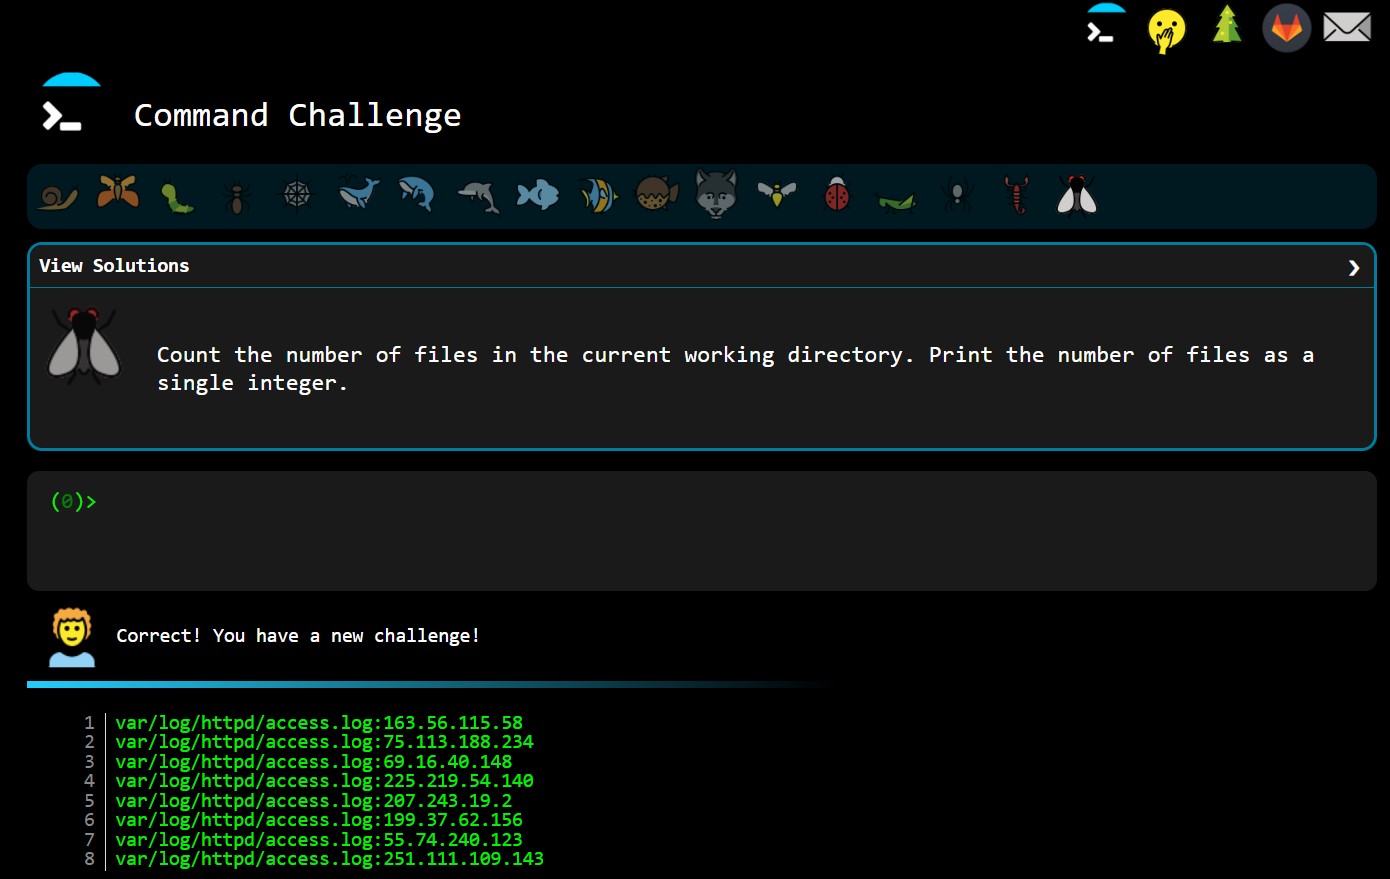 Command Challenge
View Solutions
Count the number of files in the current working directory. Print the number of files as a
single integer.
(0)>
Correct! You have a new challenge!
1 var/log/httpd/access.log:163.56.115.58
2 var/log/httpd/access.log:75.113.188.234
3 var/log/httpd/access.log:69.16.40.148
4 var/log/httpd/access.log:225.219.54.140
5 var/log/httpd/access.log:207.243.19.2
6 var/log/httpd/access.log:199.37.62.156
7 var/log/httpd/access.log:55.74.240.123
8 var/log/httpd/access.log:251.111.109.143